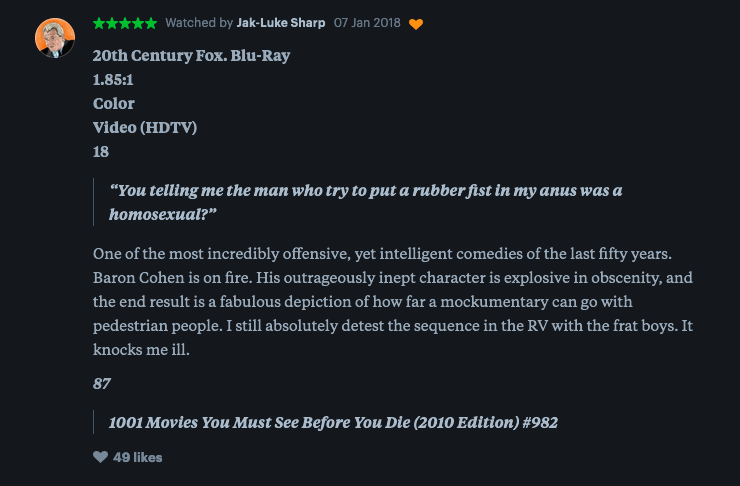 ★★★★★ Watched by Jak-Luke Sharp 07 Jan 2018
20th Century Fox. Blu-Ray
1.85:1
Color
Video (HDTV)
18
“You telling me the man who try to put a rubber fist in my anus was a
homosexual?”
One of the most incredibly offensive, yet intelligent comedies of the last fifty years.
Baron Cohen is on fire. His outrageously inept character is explosive in obscenity, and
the end result is a fabulous depiction of how far a mockumentary can go with
pedestrian people. I still absolutely detest the sequence in the RV with the frat boys. It
knocks me ill.
87
1001 Movies You Must See Before You Die (2010 Edition) #982
49 likes